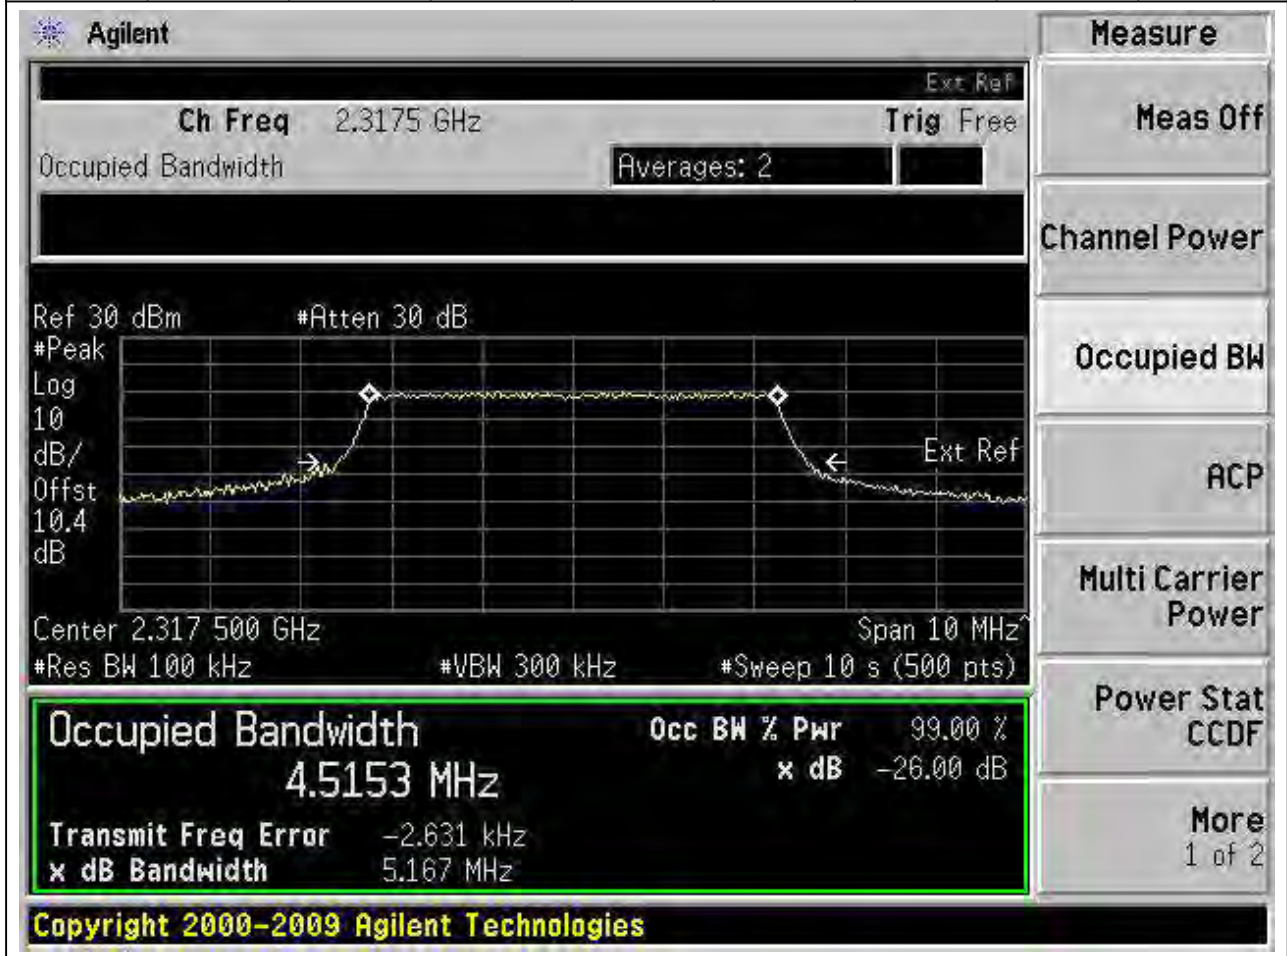 Agilent
Measure
Ext Ref
Ch Freq 2.3175 GHz Trig Free
Occupied Bandwidth Averages: 2
Ref 30 dBm #Atten 30 dB
#Peak
Log
10
dB/
Offst
10.4
dB
Ext Ref
Center 2.317 500 GHz Span 10 MHz^
#Res BW 100 kHz #VBW 300 kHz #Sweep 10 s (500 pts)
Occupied Bandwidth Occ BW % Pwr 99.00 %
4.5153 MHz x dB -26.00 dB
Transmit Freq Error -2.631 kHz
x dB Bandwidth 5.167 MHz
Copyright 2000-2009 Agilent Technologies
Meas Off
Channel Power
Occupied BW
ACP
Multi Carrier
Power
Power Stat
CCDF
More
1 of 2